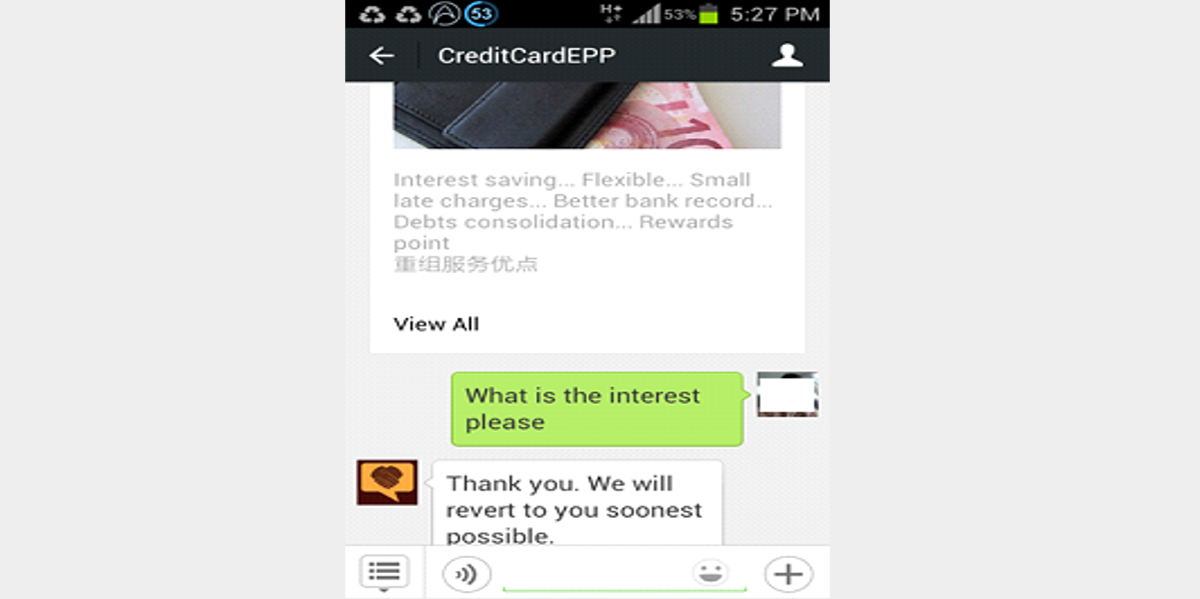 53 H+ 53% 5:27 PM
CreditCardEPP
10
Interest saving... Flexible... Small
late charges... Better bank record...
Debts consolidation... Rewards
point
重组服务优点
View All
What is the interest
please
Thank you. We will
revert to you soonest
possible.